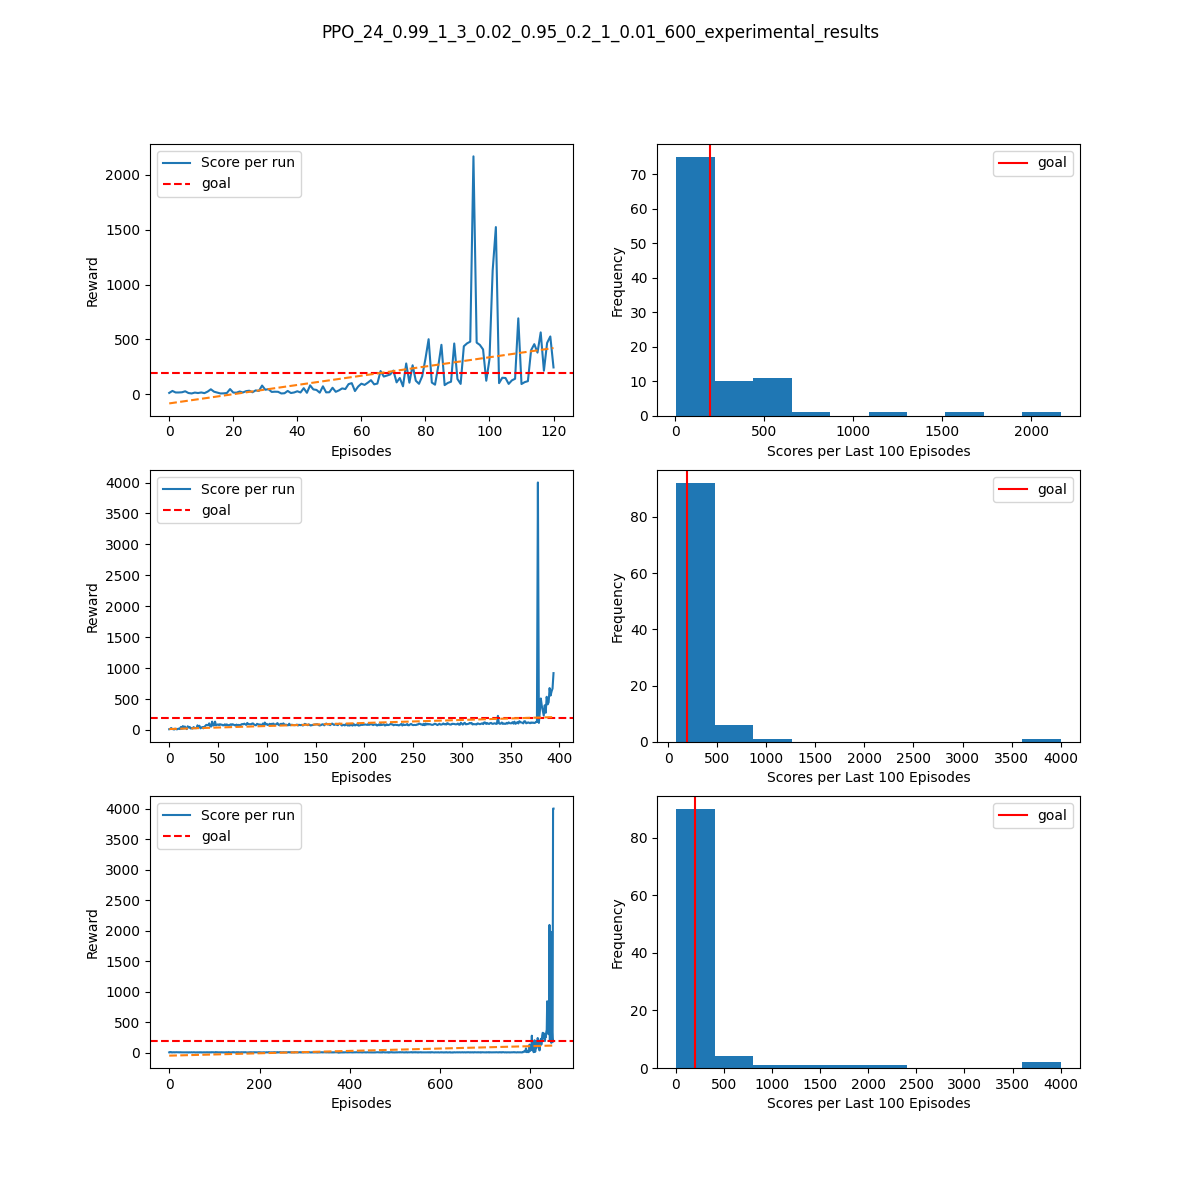 PPO_24_0.99_1_3_0.02_0.95_0.2_1_0.01_600_experimental_results
Score per run
goal
2000
1500
1000
500
0
Reward
0 20 40 60 80 100 120
Episodes
goal
70
60
50
40
30
20
10
0
Frequency
0 500 1000 1500 2000
Scores per Last 100 Episodes
Score per run
goal
4000
3500
3000
2500
2000
1500
1000
500
0
Reward
0 50 100 150 200 250 300 350 400
Episodes
goal
80
60
40
20
0
Frequency
0 500 1000 1500 2000 2500 3000 3500 4000
Scores per Last 100 Episodes
Score per run
goal
4000
3500
3000
2500
2000
1500
1000
500
0
Reward
0 200 400 600 800
Episodes
goal
80
60
40
20
0
Frequency
0 500 1000 1500 2000 2500 3000 3500 4000
Scores per Last 100 Episodes